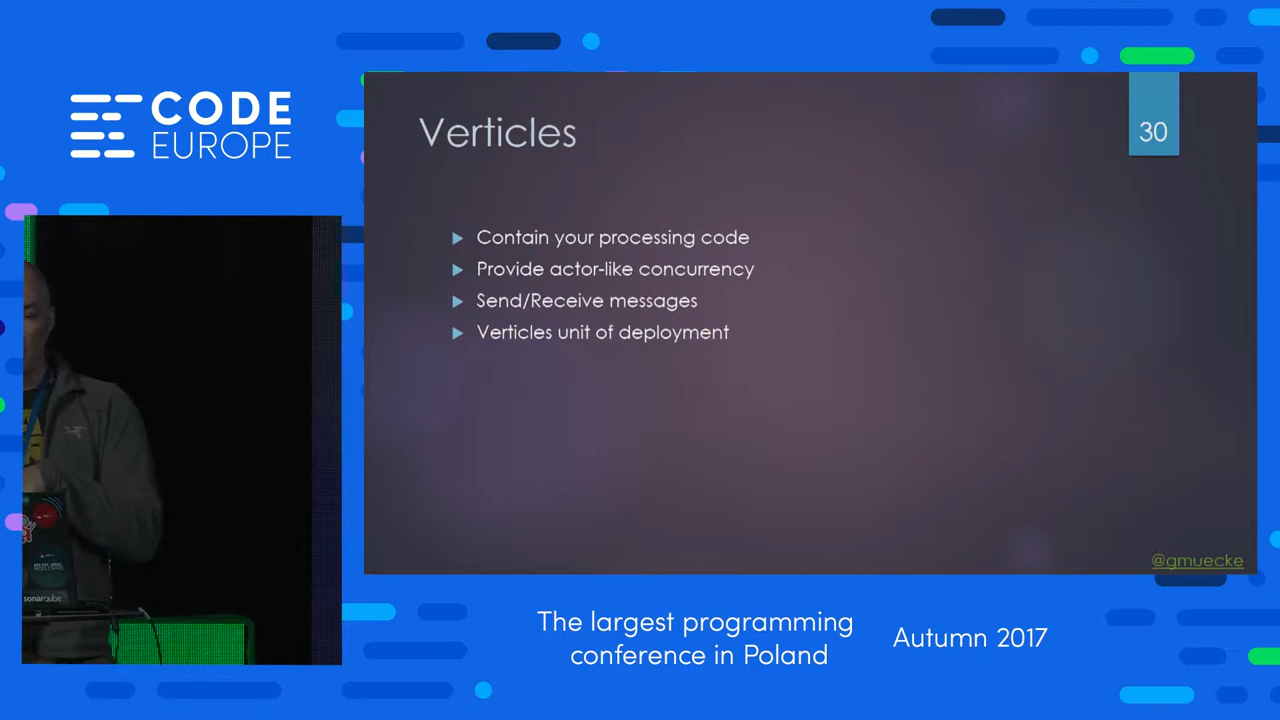 CODE
EUROPE
Verticles
30
Contain your processing code
Provide actor-like concurrency
Send/Receive messages
Verticles unit of deployment
@gmuecke
sonarqube
The largest programming
conference in Poland
Autumn 2017